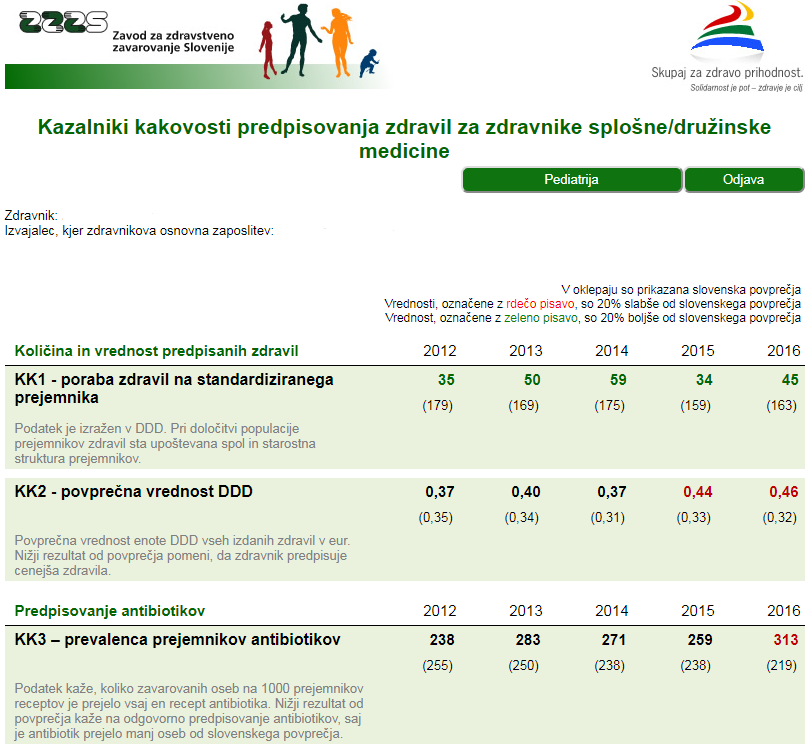 ZZZS
Zavod za zdravstveno
zavarovanje Slovenije
Skupaj za zdravo prihodnost.
Solidarnost je pot – zdravje je cilj
Kazalniki kakovosti predpisovanja zdravil za zdravnike splošne/družinske
medicine
Pediatrija Odjava
Zdravnik:
Izvajalec, kjer zdravnikova osnovna zaposlitev:
V oklepaju so prikazana slovenska povprečja
Vrednosti, označene z rdečo pisavo, so 20% slabše od slovenskega povprečja
Vrednost, označene z zeleno pisavo, so 20% boljše od slovenskega povprečja
Količina in vrednost predpisanih zdravil 2012 2013 2014 2015 2016
KK1 - poraba zdravil na standardiziranega 35 50 59 34 45
prejemnika
(179) (169) (175) (159) (163)
Podatek je izražen v DDD. Pri določitvi populacije
prejemnikov zdravil sta upoštevana spol in starostna
struktura prejemnikov.
KK2 - povprečna vrednost DDD 0,37 0,40 0,37 0,44 0,46
(0,35) (0,34) (0,31) (0,33) (0,32)
Povprečna vrednost enote DDD vseh izdanih zdravil v eur.
Nižji rezultat od povprečja pomeni, da zdravnik predpisuje
cenejša zdravila.
Predpisovanje antibiotikov 2012 2013 2014 2015 2016
KK3 – prevalenca prejemnikov antibiotikov 238 283 271 259 313
(255) (250) (238) (238) (219)
Podatek kaže, koliko zavarovanih oseb na 1000 prejemnikov
receptov je prejelo vsaj en recept antibiotika. Nižji rezultat od
povprečja kaže na odgovorno predpisovanje antibiotikov, saj
je antibiotik prejelo manj oseb od slovenskega povprečja.